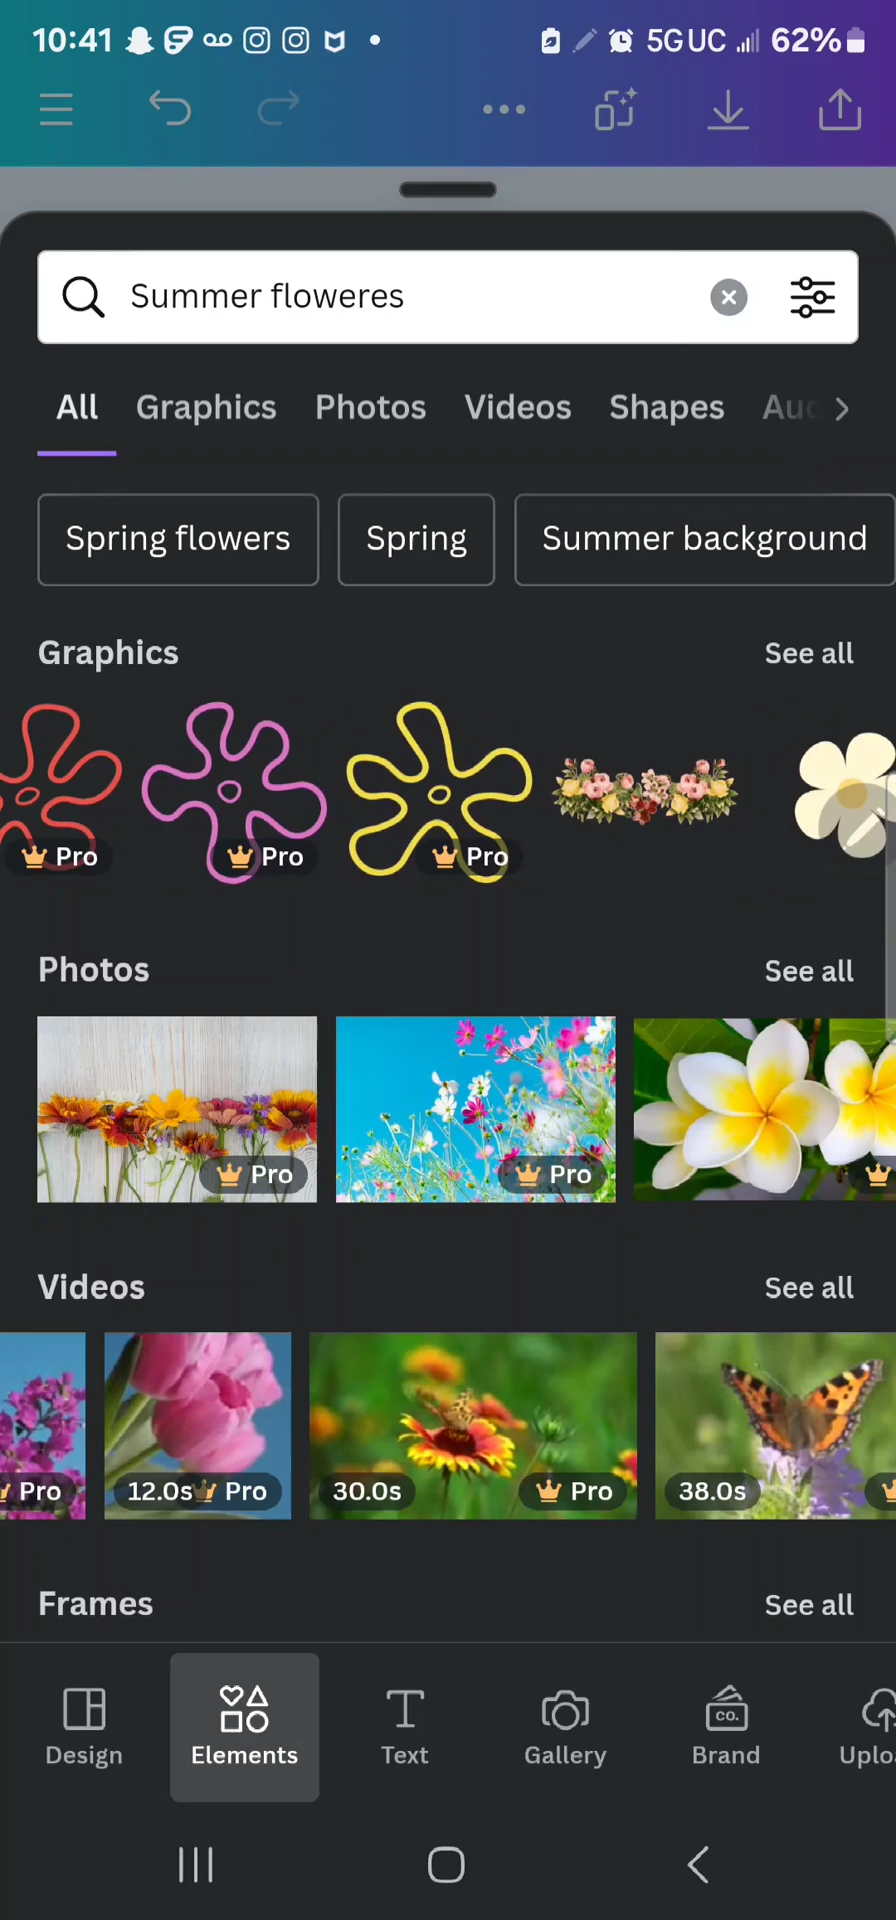 10:41 5G UC 62%
Summer floweres
All Graphics Photos Videos Shapes
Spring flowers Spring Summer background
Graphics See all
Pro Pro Pro
Photos See all
Pro Pro
Videos See all
Pro 12.0s Pro 30.0s Pro 38.0s
Frames See all
co.
Design Elements Text Gallery Brand